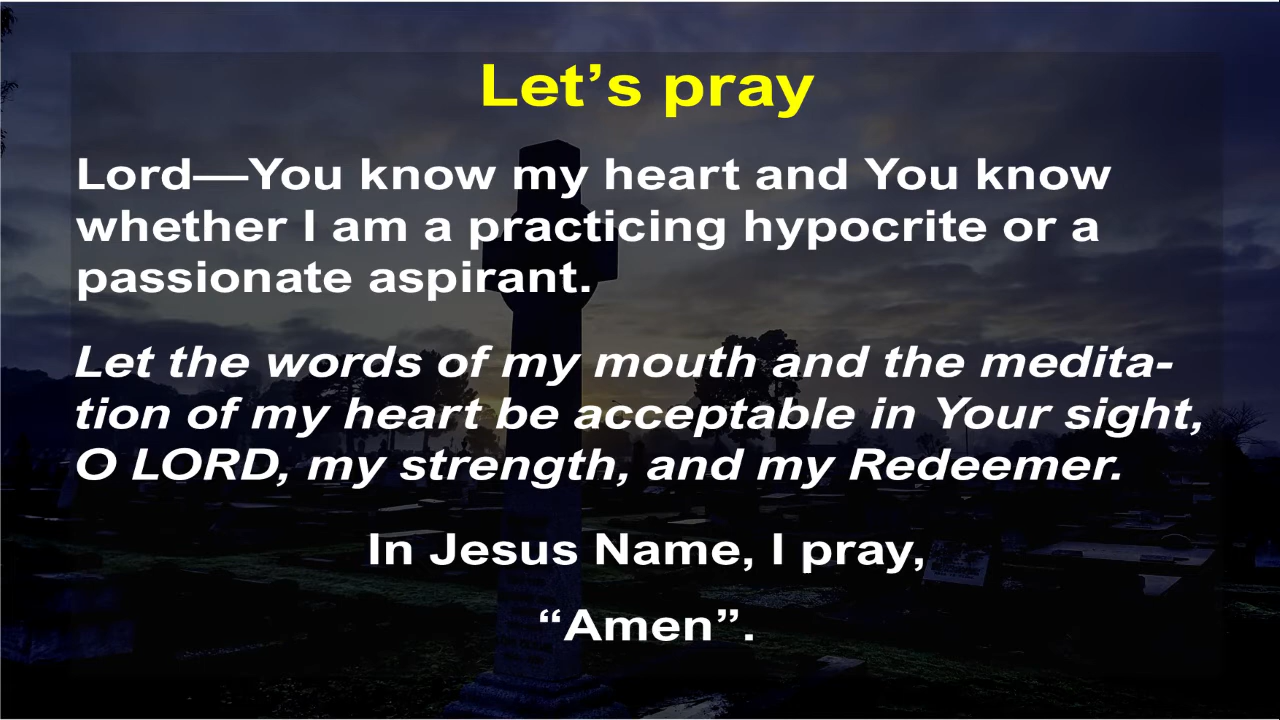 Let’s pray
Lord—You know my heart and You know
whether I am a practicing hypocrite or a
passionate aspirant.
Let the words of my mouth and the medita-
tion of my heart be acceptable in Your sight,
O LORD, my strength, and my Redeemer.
In Jesus Name, I pray,
“Amen”.